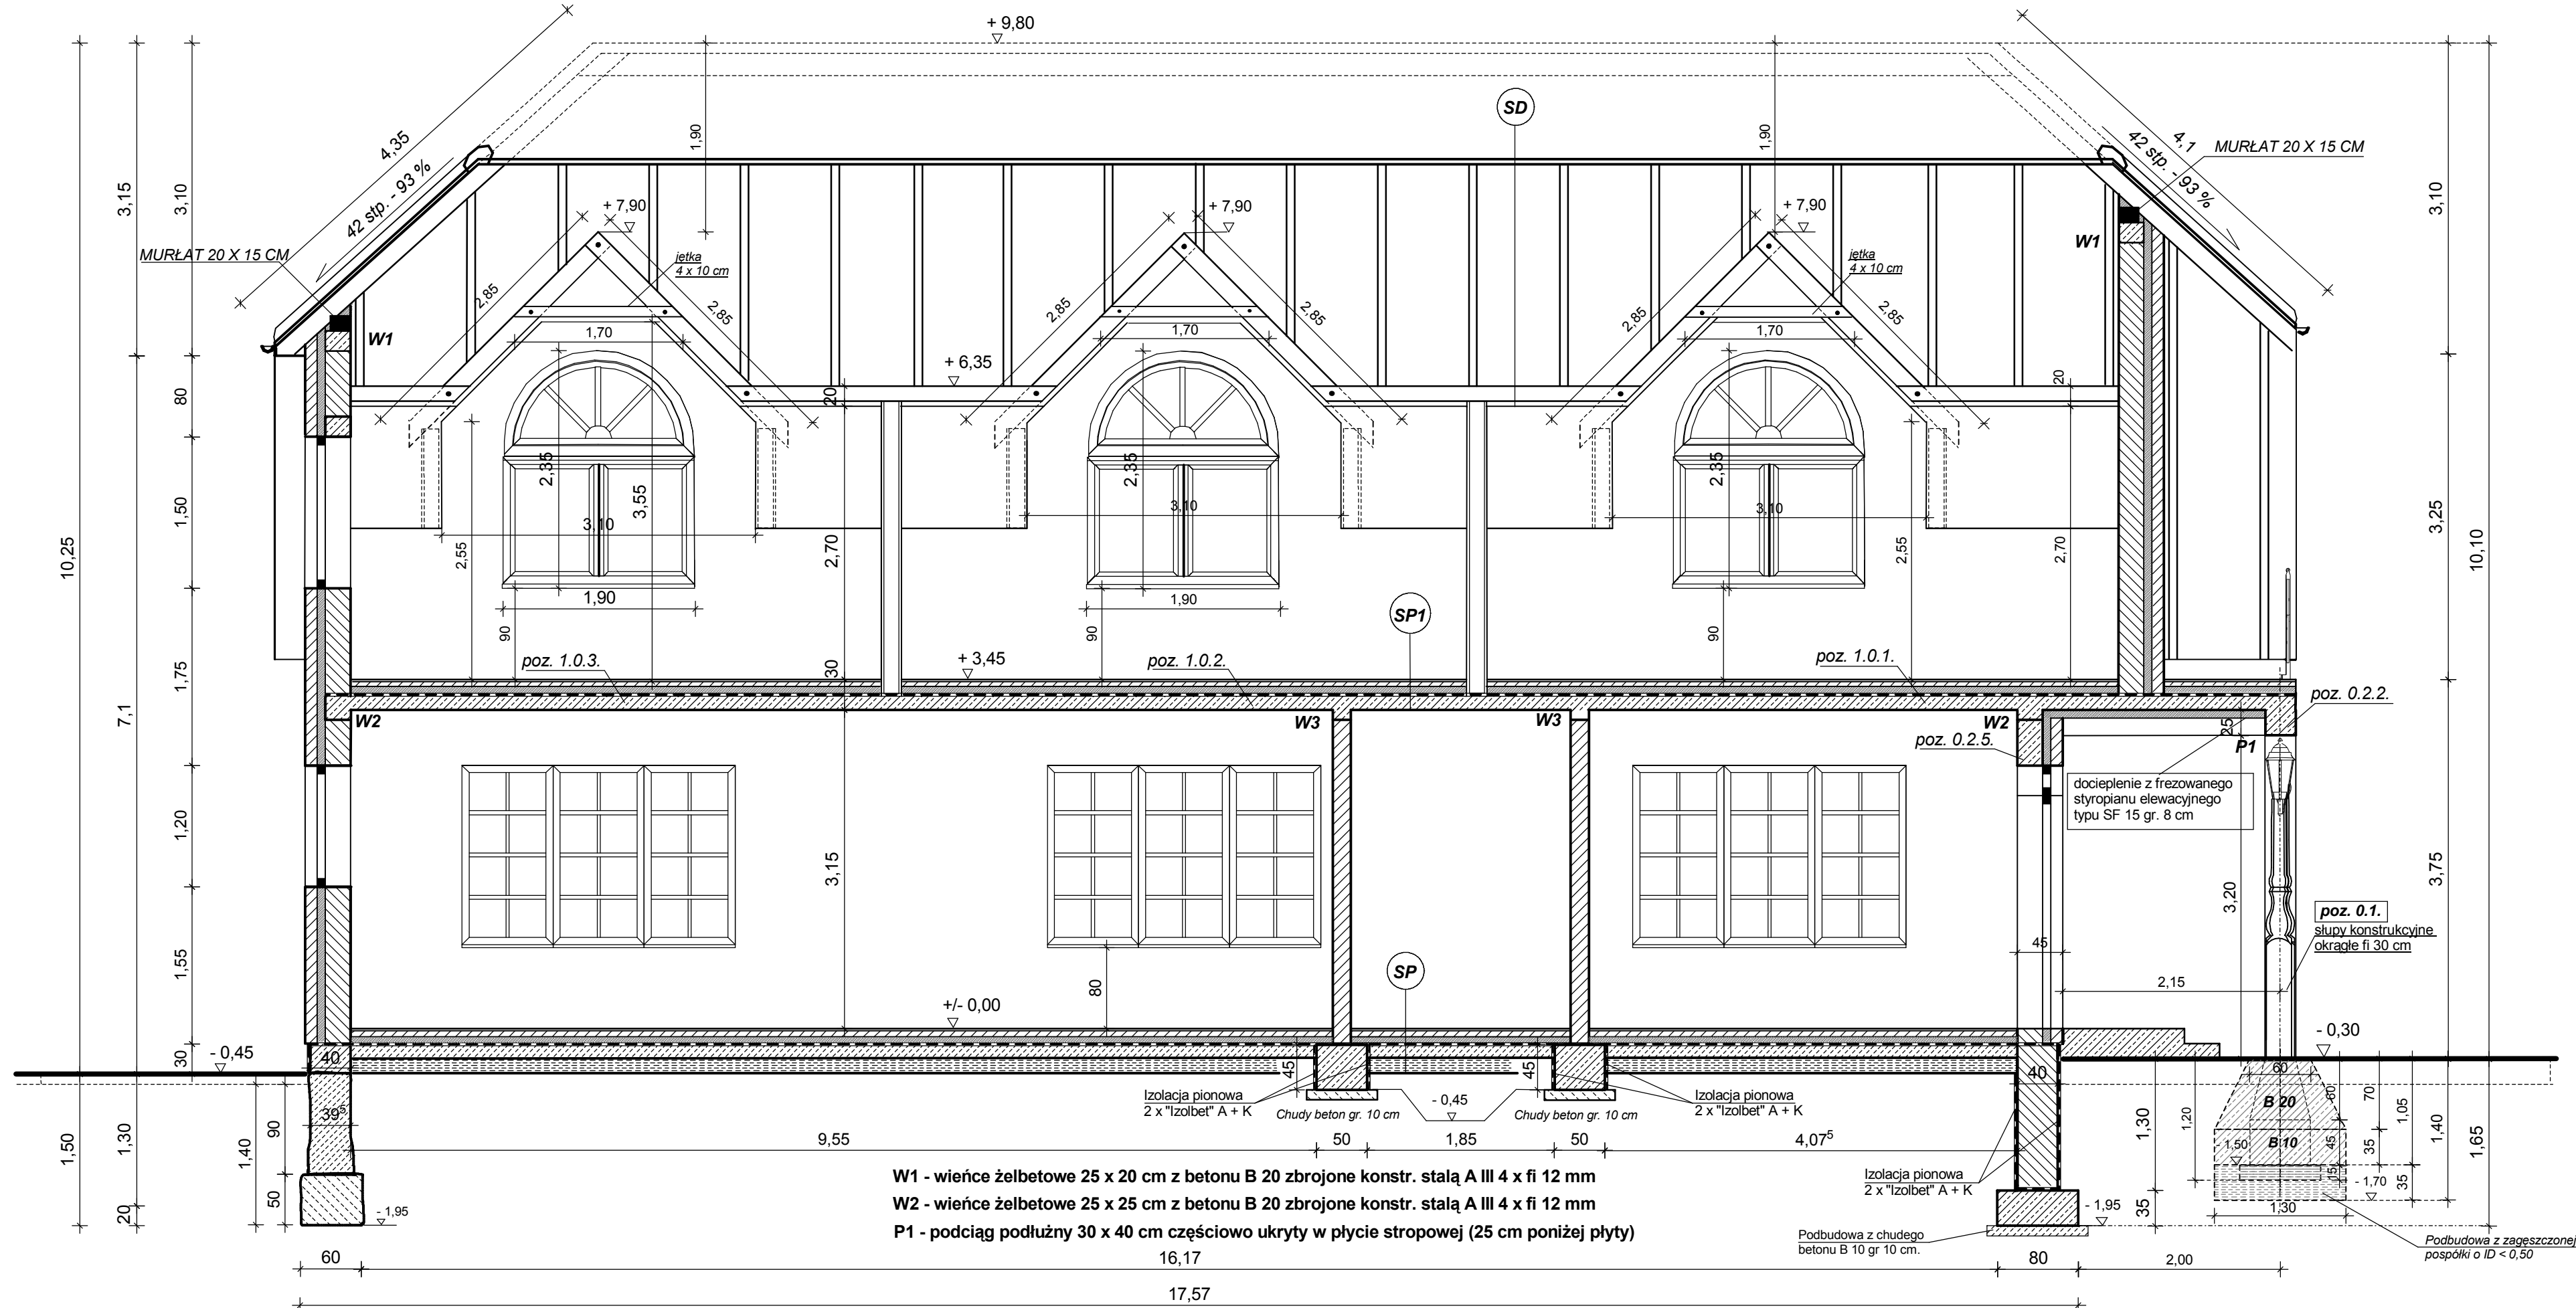 + 9,80
SD
4,35
42 stp. - 93 %
1,90
1,90
4,1
42 stp. - 93 %
MURŁAT 20 X 15 CM
3,15
3,10
3,10
+ 7,90
+ 7,90
+ 7,90
MURŁAT 20 X 15 CM
W1
W1
jętka
4 x 10 cm
jętka
4 x 10 cm
2,85
2,85
2,85
2,85
2,85
2,85
1,70
1,70
1,70
+ 6,35
80
20
20
2,35
2,35
2,35
3,55
3,10
3,10
3,10
1,50
2,55
2,70
2,55
2,70
3,25
10,25
10,10
1,90
1,90
SP1
90
90
90
1,75
30
poz. 1.0.3.
+ 3,45
poz. 1.0.2.
poz. 1.0.1.
poz. 0.2.2.
7,1
W2
W3
W3
W2
25
P1
poz. 0.2.5.
docieplenie z frezowanego
styropianu elewacyjnego
typu SF 15 gr. 8 cm
1,20
3,15
3,20
3,75
poz. 0.1.
słupy konstrukcyjne
okrągłe fi 30 cm
1,55
45
SP
80
2,15
+/- 0,00
- 0,30
30
- 0,45
40
45
45
40
60
Izolacja pionowa
2 x "Izolbet" A + K
Chudy beton gr. 10 cm
- 0,45
Chudy beton gr. 10 cm
Izolacja pionowa
2 x "Izolbet" A + K
39⁵
B 20
60
70
1,05
1,20
1,30
1,40
1,50
1,30
1,40
90
9,55
50
1,85
50
4,07⁵
- 1,50
B 10
45
35
1,65
W1 - wieńce żelbetowe 25 x 20 cm z betonu B 20 zbrojone konstr. stalą A III 4 x fi 12 mm
Izolacja pionowa
2 x "Izolbet" A + K
15
- 1,70
35
50
20
W2 - wieńce żelbetowe 25 x 25 cm z betonu B 20 zbrojone konstr. stalą A III 4 x fi 12 mm
- 1,95
- 1,95
35
1,30
P1 - podciąg podłużny 30 x 40 cm częściowo ukryty w płycie stropowej (25 cm poniżej płyty)
Podbudowa z chudego
betonu B 10 gr 10 cm.
Podbudowa z zagęszczonej
pospółki o ID < 0,50
60
16,17
80
2,00
17,57